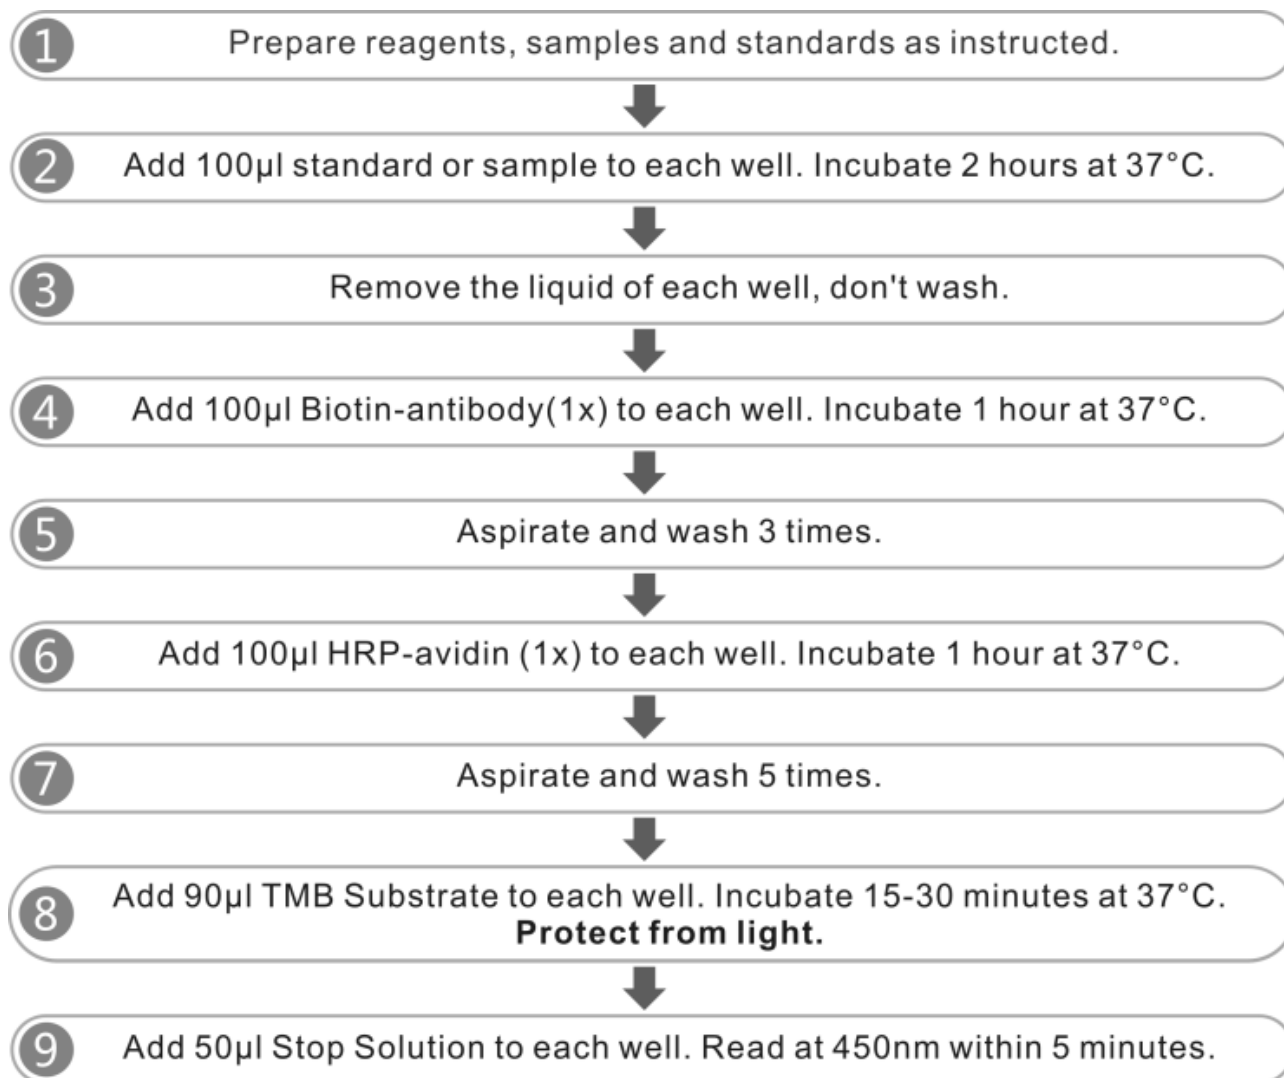 1 Prepare reagents, samples and standards as instructed.
2 Add 100µl standard or sample to each well. Incubate 2 hours at 37°C.
3 Remove the liquid of each well, don't wash.
4 Add 100µl Biotin-antibody(1x) to each well. Incubate 1 hour at 37°C.
5 Aspirate and wash 3 times.
6 Add 100µl HRP-avidin (1x) to each well. Incubate 1 hour at 37°C.
7 Aspirate and wash 5 times.
8 Add 90µl TMB Substrate to each well. Incubate 15-30 minutes at 37°C.
Protect from light.
9 Add 50µl Stop Solution to each well. Read at 450nm within 5 minutes.